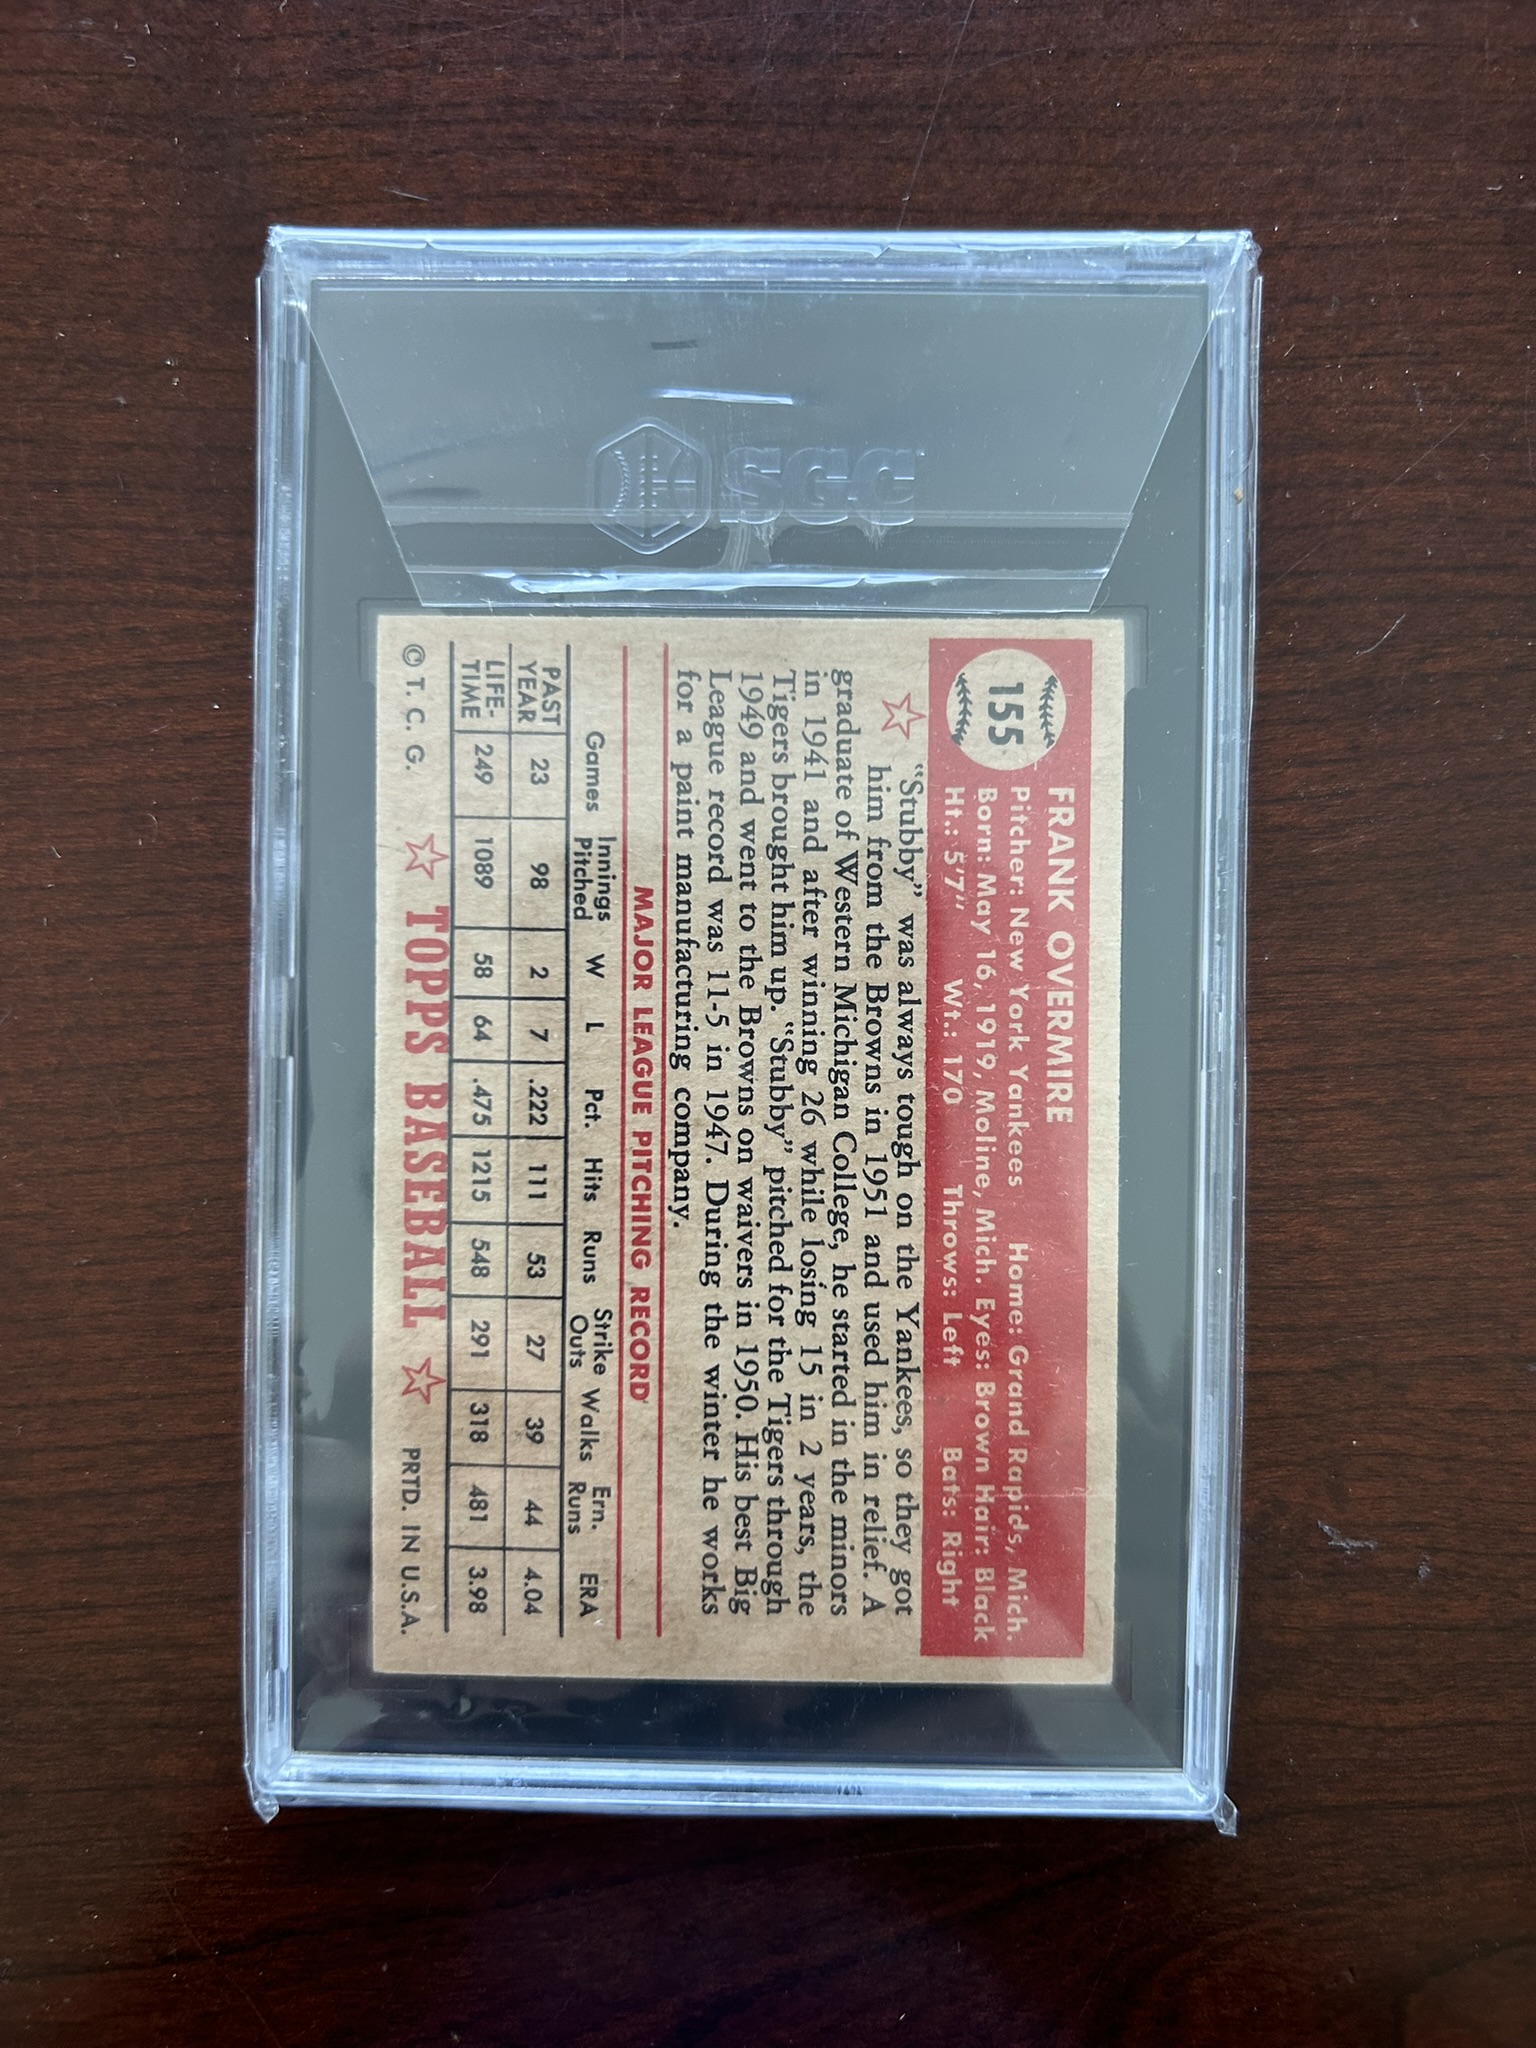 SGC
155
FRANK OVERMIRE
Pitcher: New York Yankees Home: Grand Rapids, Mich.
Born: May 16, 1919, Moline, Mich. Eyes: Brown Hair: Black
Ht.: 5'7" Wt.: 170 Throws: Left Bats: Right
"Stubby" was always tough on the Yankees, so they got
him from the Browns in 1951 and used him in relief. A
graduate of Western Michigan College, he started in the minors
in 1941 and after winning 26 while losing 15 in 2 years, the
Tigers brought him up. "Stubby" pitched for the Tigers through
1949 and went to the Browns on waivers in 1950. His best Big
League record was 11-5 in 1947. During the winter he works
for a paint manufacturing company.
MAJOR LEAGUE PITCHING RECORD
Games Innings Pitched W L Pct. Hits Runs Strike Outs Walks Ern. Runs ERA
PAST YEAR 23 98 2 7 .222 111 53 27 39 44 4.04
LIFE-TIME 249 1089 58 64 .475 1215 548 291 318 481 3.98
© T. C. G. TOPPS BASEBALL PRTD. IN U.S.A.